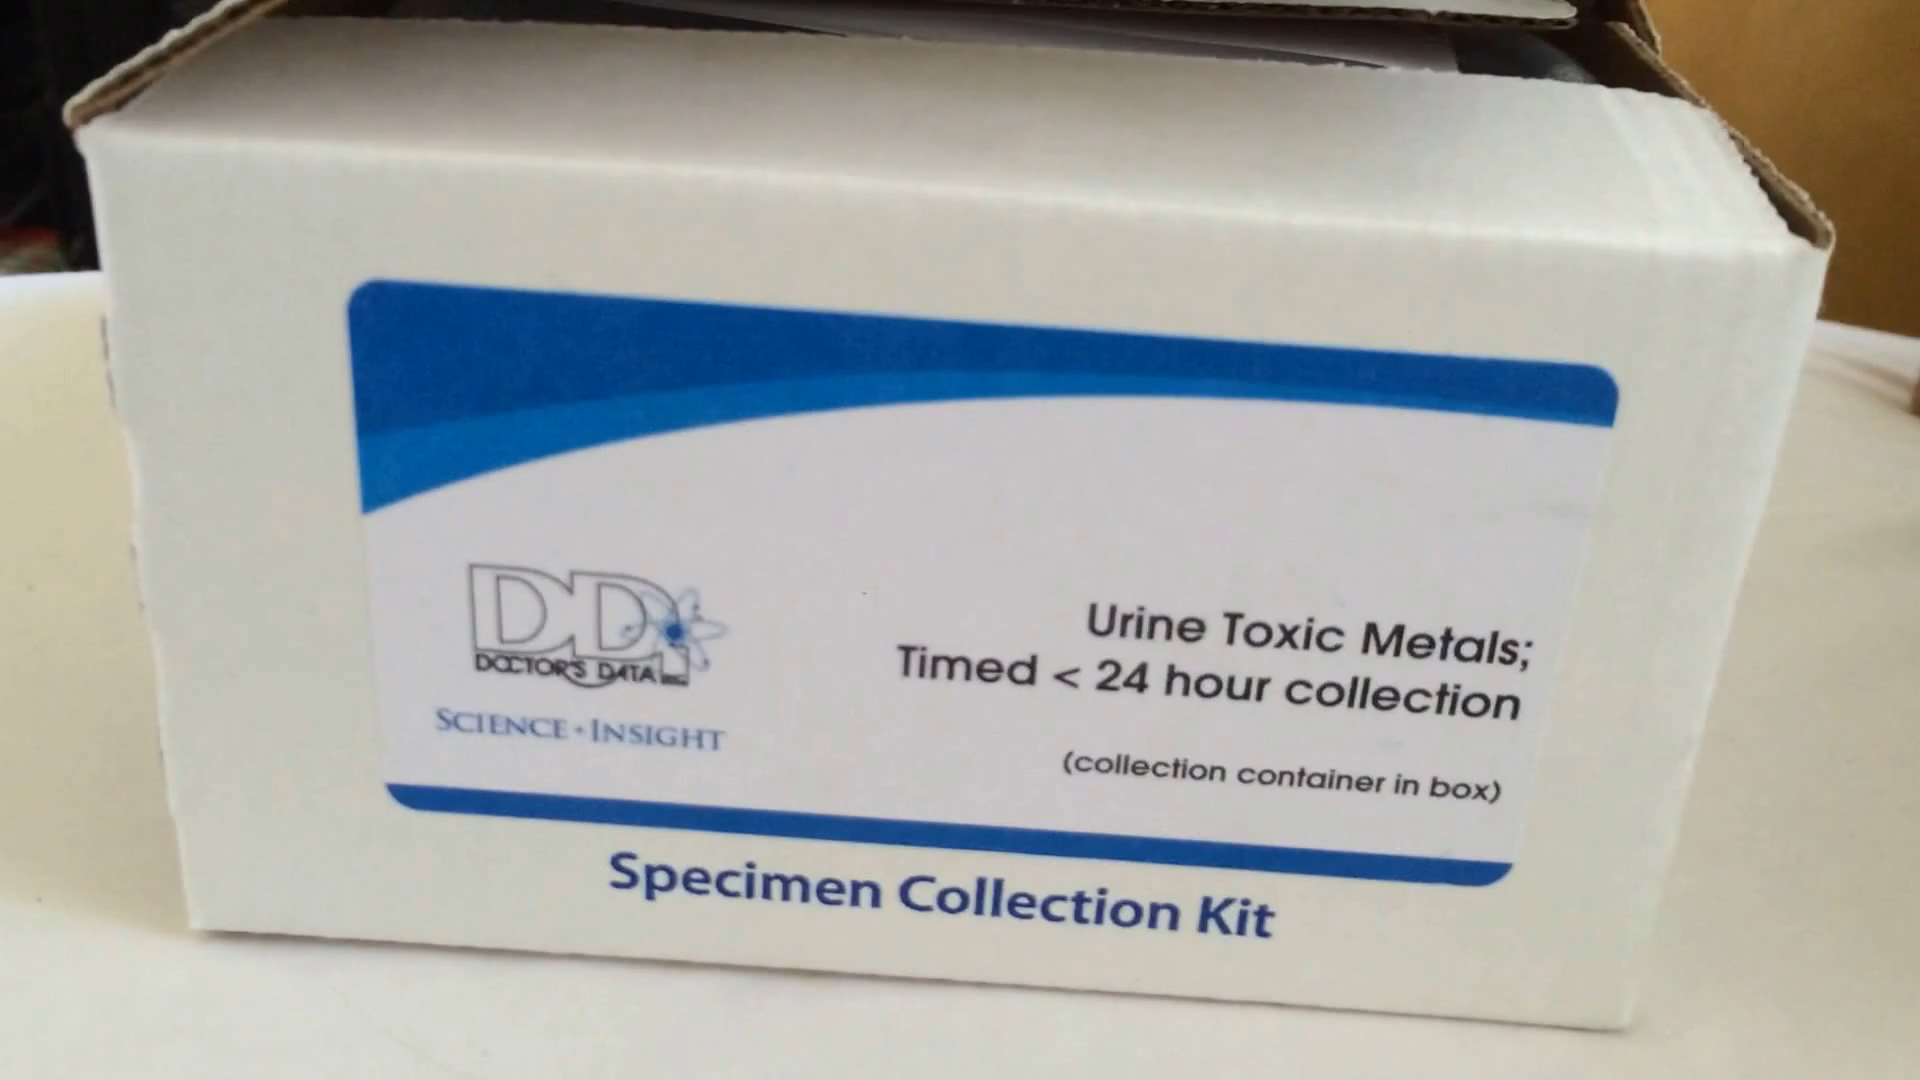 DDI
DOCTOR'S DATA INC
SCIENCE + INSIGHT
Urine Toxic Metals;
Timed < 24 hour collection
(collection container in box)
Specimen Collection Kit